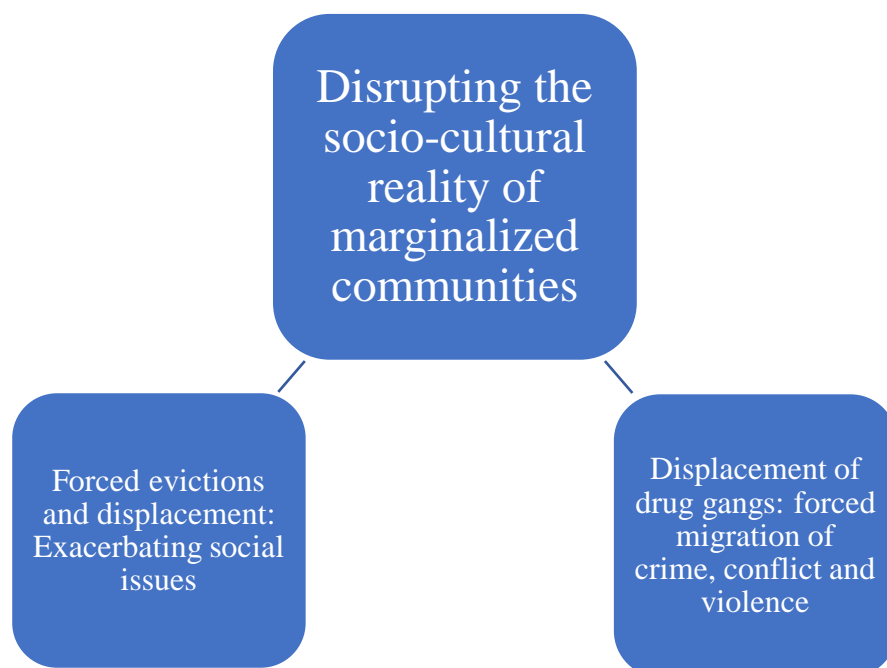 Disrupting the
socio-cultural
reality of
marginalized
communities
Forced evictions
and displacement:
Exacerbating social
issues
Displacement of
drug gangs: forced
migration of
crime, conflict and
violence